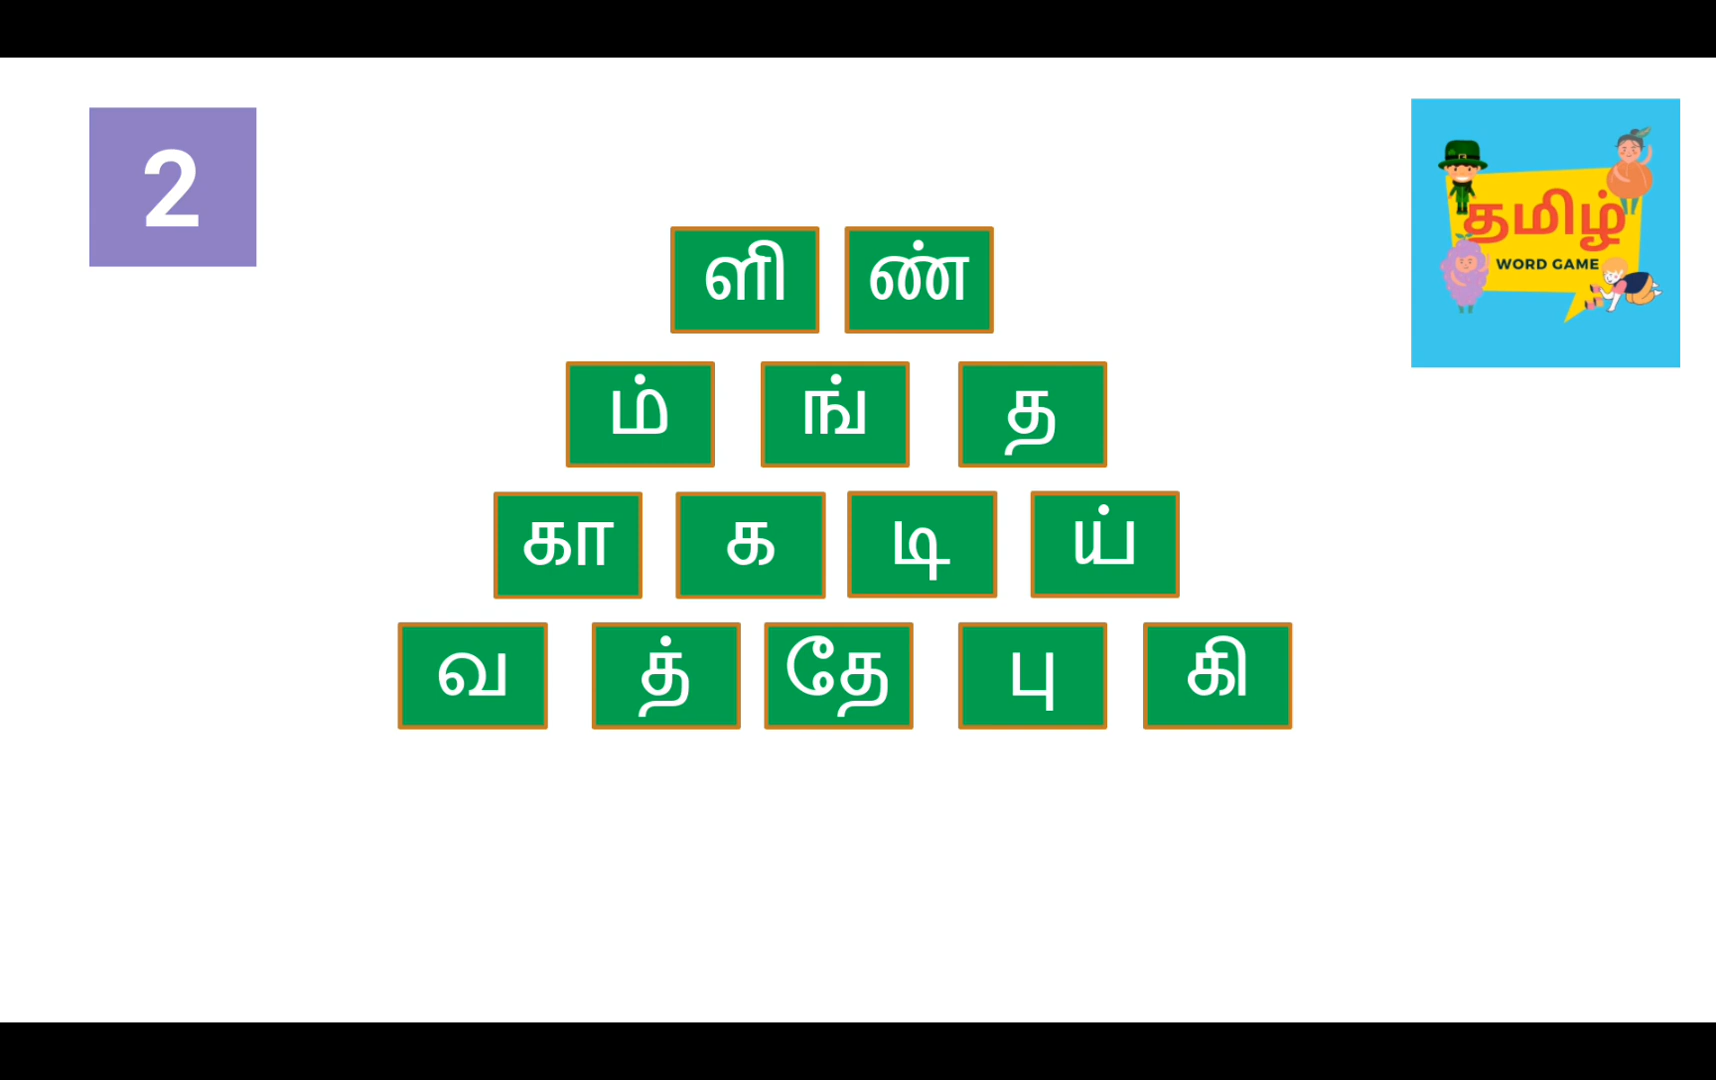 2
தமிழ்
WORD GAME
ளி ண்
ம் ங் த
கா க டி ய்
வ த் தே பு கி